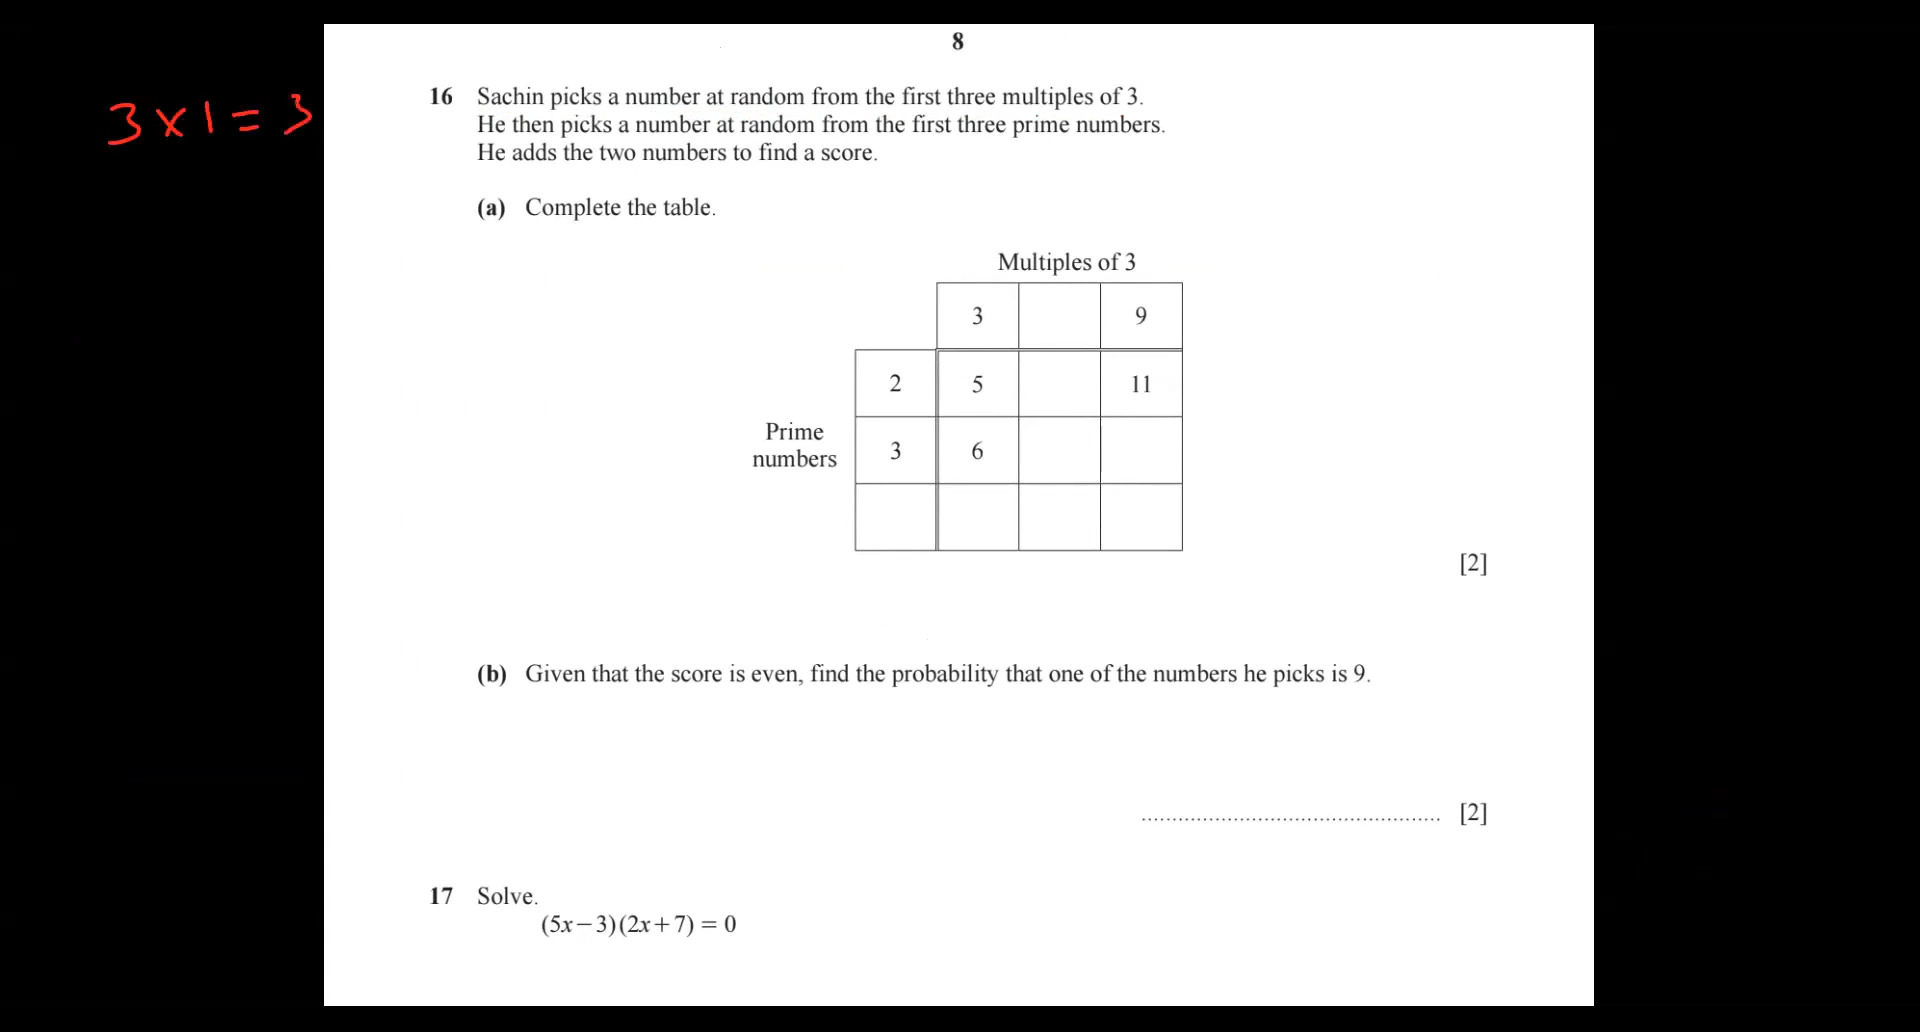 8
3 x 1 = 3
16 Sachin picks a number at random from the first three multiples of 3.
He then picks a number at random from the first three prime numbers.
He adds the two numbers to find a score.
(a) Complete the table.
Multiples of 3
3 9
2 5 11
Prime
numbers
3 6
[2]
(b) Given that the score is even, find the probability that one of the numbers he picks is 9.
................................................. [2]
17 Solve.
(5x−3)(2x+7) = 0